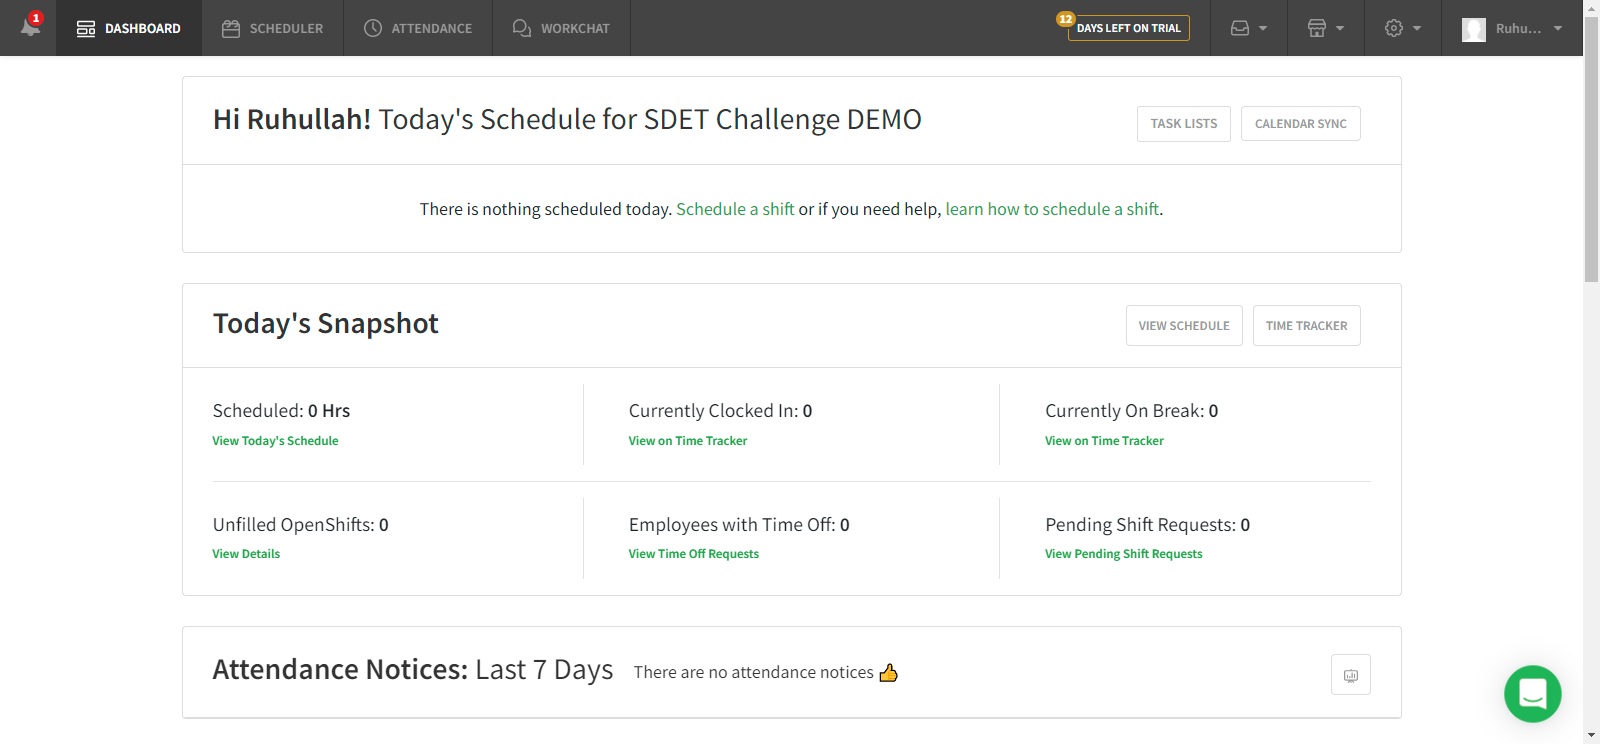 1
DASHBOARD
SCHEDULER
ATTENDANCE
WORKCHAT
12
DAYS LEFT ON TRIAL
Ruhu...
Hi Ruhullah! Today's Schedule for SDET Challenge DEMO
TASK LISTS
CALENDAR SYNC
There is nothing scheduled today. Schedule a shift or if you need help, learn how to schedule a shift.
Today's Snapshot
VIEW SCHEDULE
TIME TRACKER
Scheduled: 0 Hrs
View Today's Schedule
Currently Clocked In: 0
View on Time Tracker
Currently On Break: 0
View on Time Tracker
Unfilled OpenShifts: 0
View Details
Employees with Time Off: 0
View Time Off Requests
Pending Shift Requests: 0
View Pending Shift Requests
Attendance Notices: Last 7 Days
There are no attendance notices 👍